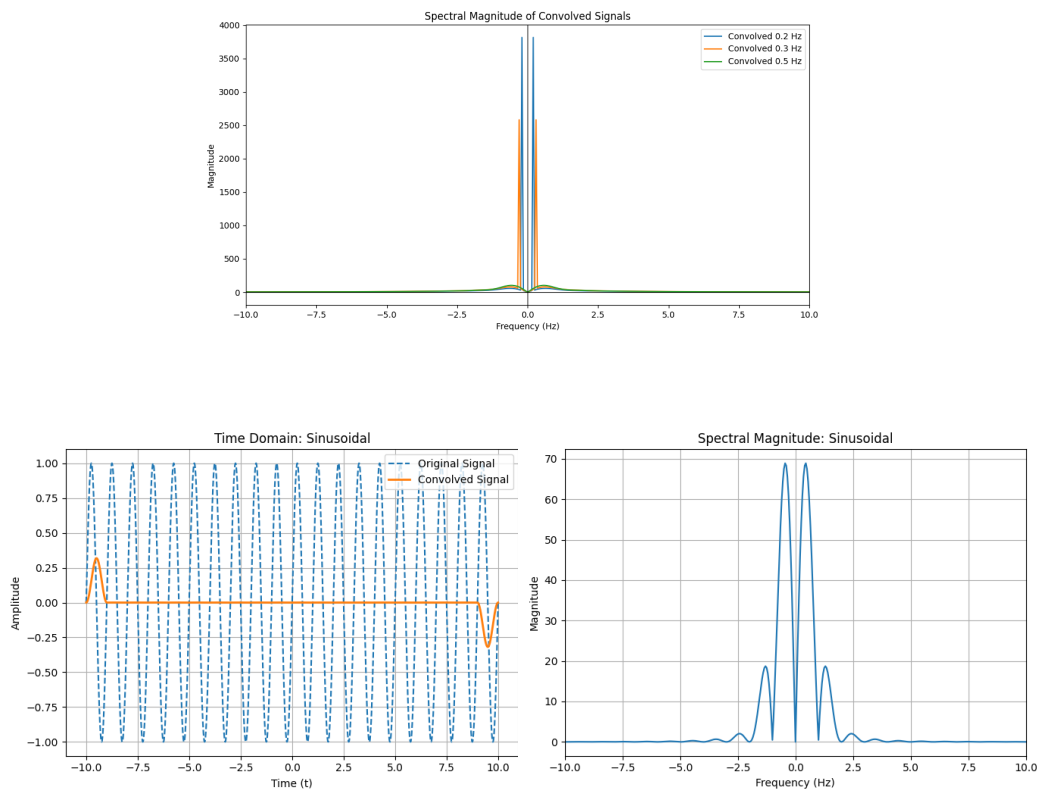 Spectral Magnitude of Convolved Signals
4000
3500
3000
2500
2000
1500
1000
500
0
Magnitude
Convolved 0.2 Hz
Convolved 0.3 Hz
Convolved 0.5 Hz
−10.0 −7.5 −5.0 −2.5 0.0 2.5 5.0 7.5 10.0
Frequency (Hz)
Time Domain: Sinusoidal
1.00
0.75
0.50
0.25
0.00
−0.25
−0.50
−0.75
−1.00
Amplitude
Original Signal
Convolved Signal
−10.0 −7.5 −5.0 −2.5 0.0 2.5 5.0 7.5 10.0
Time (t)
Spectral Magnitude: Sinusoidal
70
60
50
40
30
20
10
0
Magnitude
−10.0 −7.5 −5.0 −2.5 0.0 2.5 5.0 7.5 10.0
Frequency (Hz)